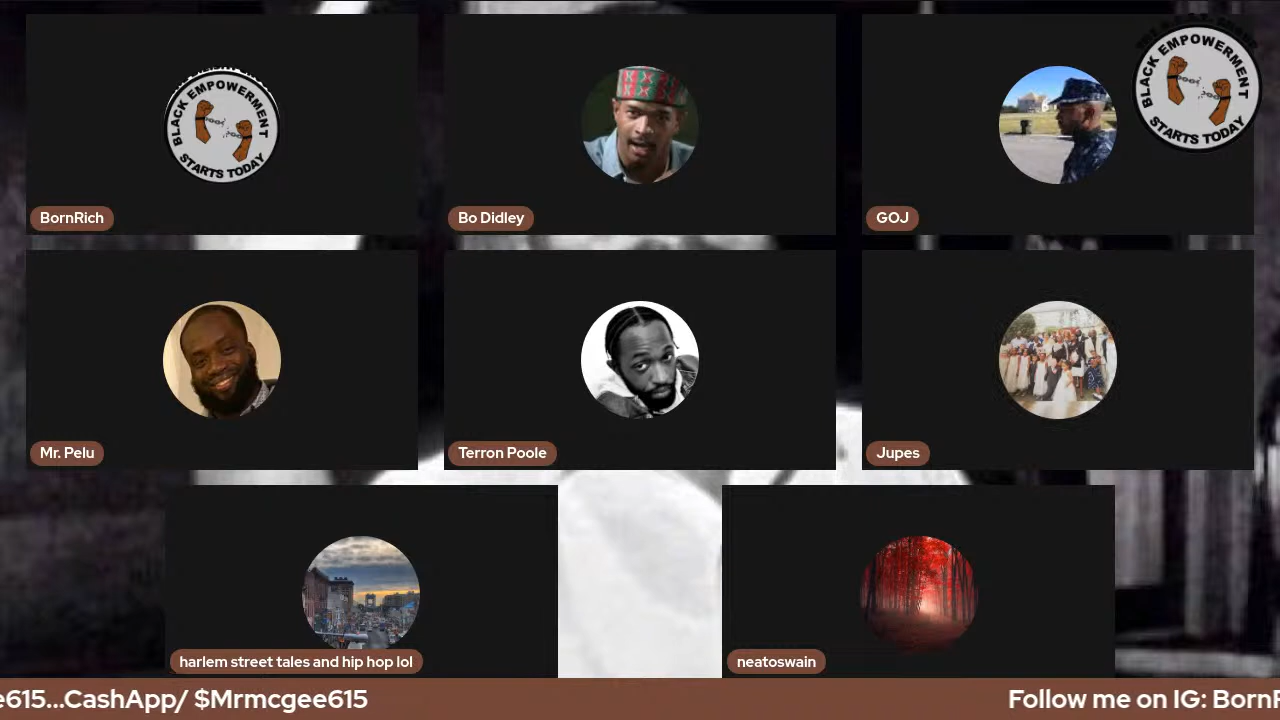 BLACK EMPOWERMENT
STARTS TODAY
BLACK EMPOWERMENT
STARTS TODAY
BornRich
Bo Didley
GOJ
Mr. Pelu
Terron Poole
Jupes
harlem street tales and hip hop lol
neatoswain
e615...CashApp/ $Mrmcgee615
Follow me on IG: Born